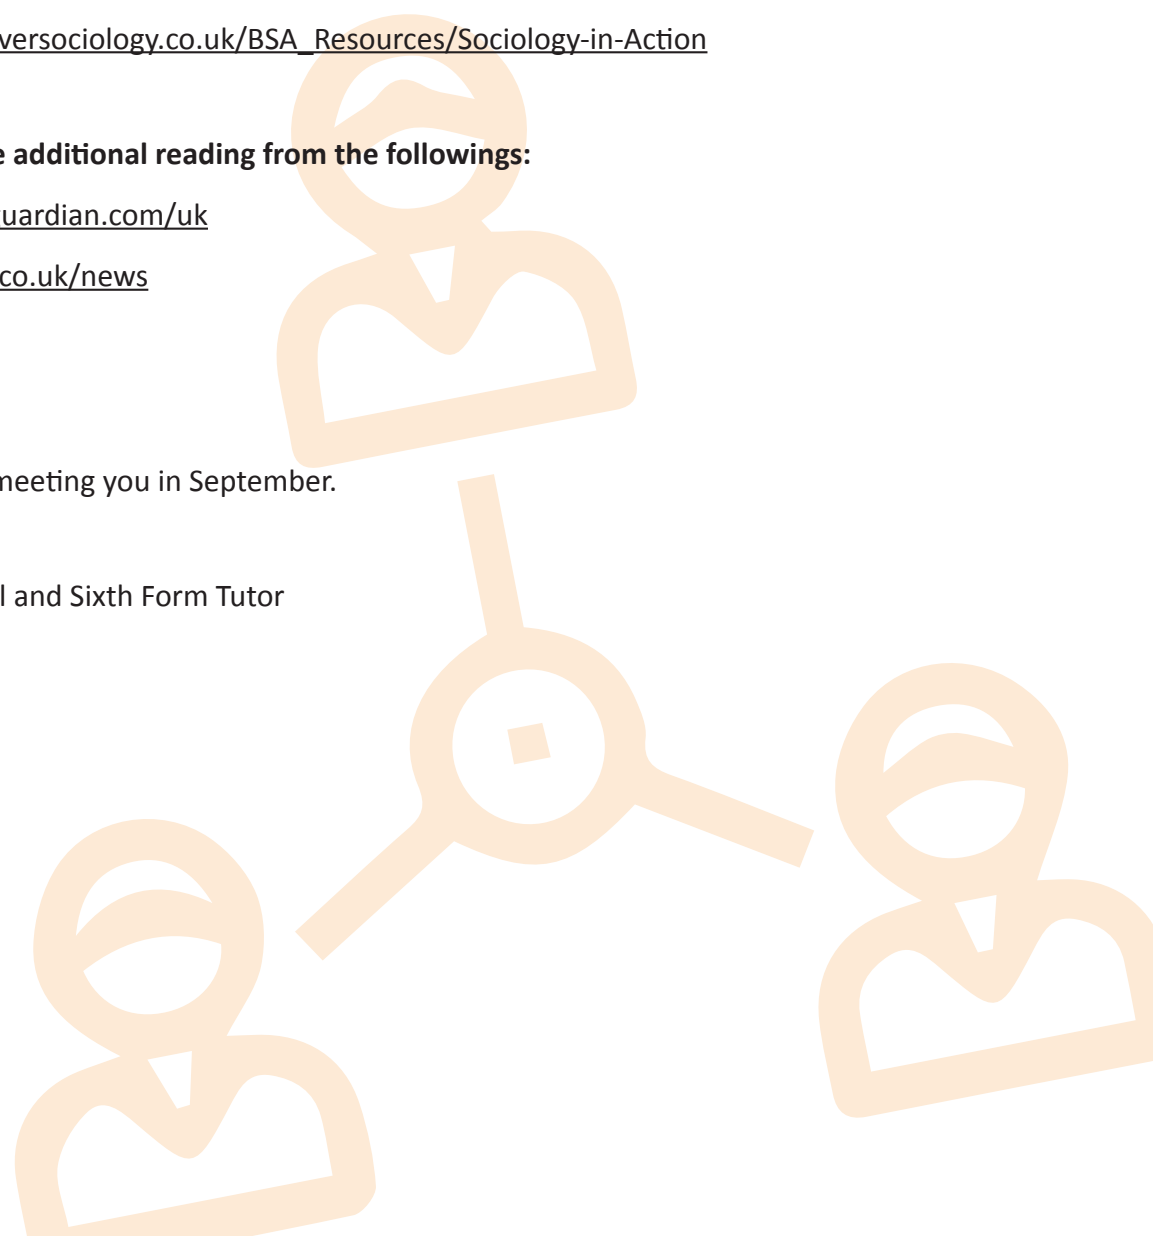 versociology.co.uk/BSA_Resources/Sociology-in-Action
e additional reading from the followings:
uardian.com/uk
co.uk/news
meeting you in September.
l and Sixth Form Tutor